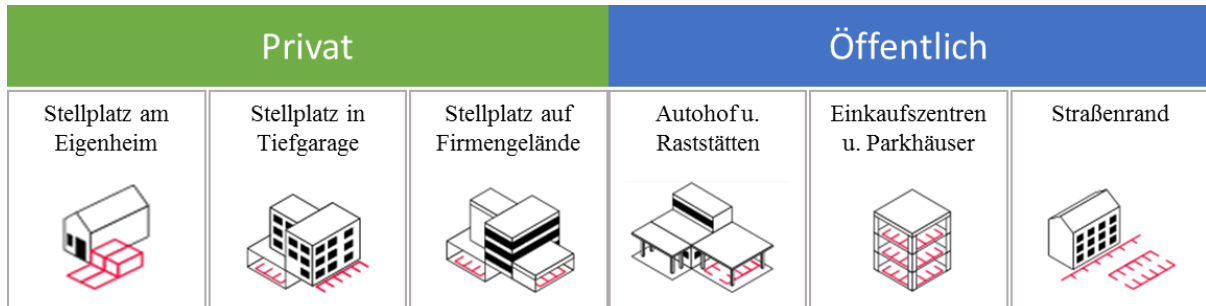 Privat
Öffentlich
Stellplatz am
Eigenheim
Stellplatz in
Tiefgarage
Stellplatz auf
Firmengelände
Autohof u.
Raststätten
Einkaufszentren
u. Parkhäuser
Straßenrand